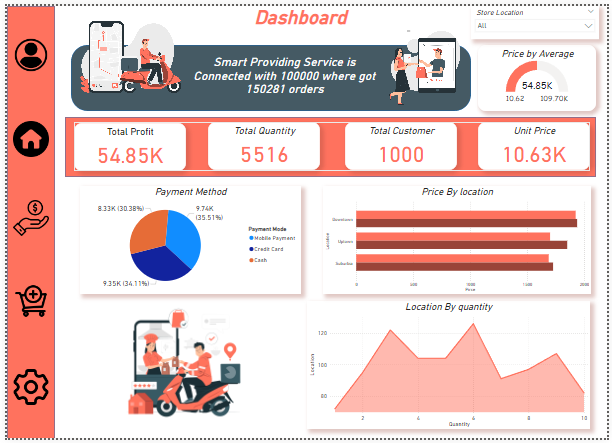 Dashboard
Store Location
All
Smart Providing Service is
Connected with 100000 where got
150281 orders
Price by Average
54.85K
10.62 109.70K
Total Profit
54.85K
Total Quantity
5516
Total Customer
1000
Unit Price
10.63K
Payment Method
8.33K (30.38%)
9.74K
(35.51%)
9.35K (34.11%)
Payment Mode
Mobile Payment
Credit Card
Cash
Price By location
Downtown
Uptown
Suburbia
Location
0 500 1000 1500 2000
Price
Location By quantity
120
100
80
Location
2 4 6 8 10
Quantity